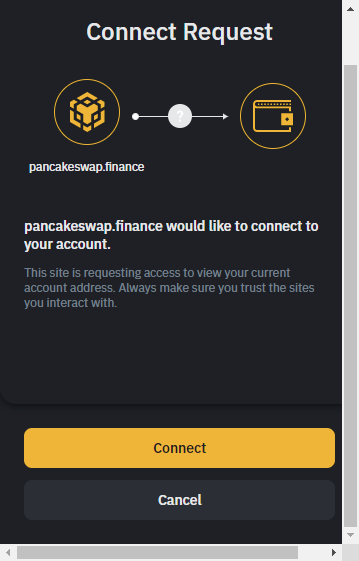 Connect Request
?
pancakeswap.finance
pancakeswap.finance would like to connect to
your account.
This site is requesting access to view your current
account address. Always make sure you trust the sites
you interact with.
Connect
Cancel